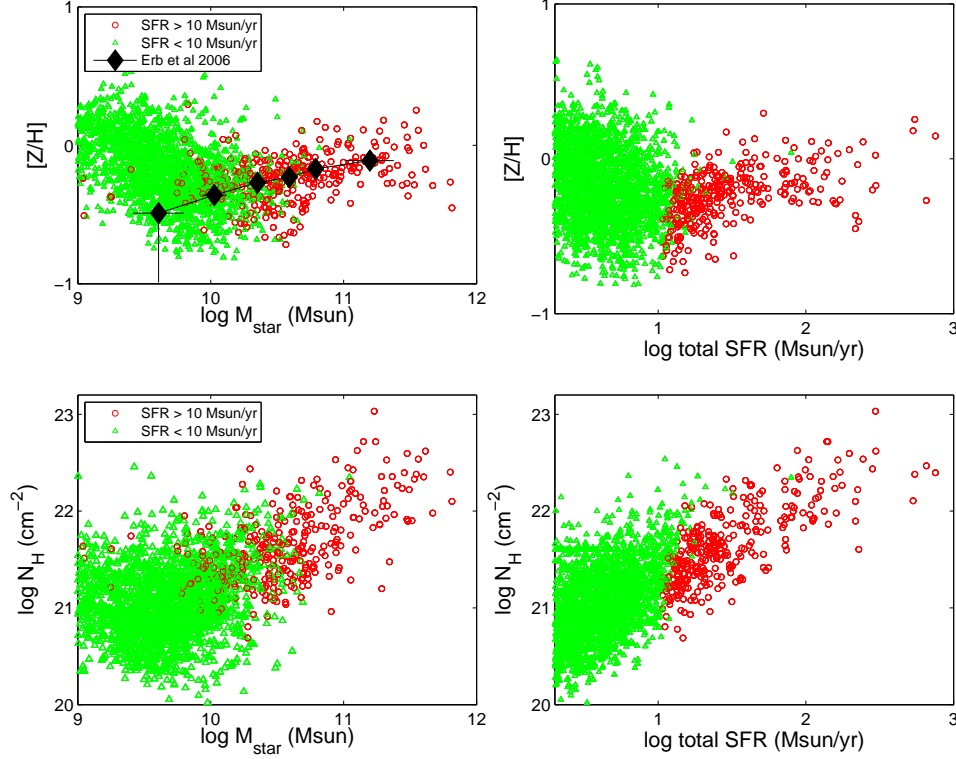 1
SFR > 10 Msun/yr
SFR < 10 Msun/yr
Erb et al 2006
[Z/H]
0
−1
9
10
11
12
log M_star (Msun)
1
[Z/H]
0
−1
1
2
3
log total SFR (Msun/yr)
23
SFR > 10 Msun/yr
SFR < 10 Msun/yr
log N_H (cm^−2)
22
21
20
9
10
11
12
log M_star (Msun)
23
log N_H (cm^−2)
22
21
20
1
2
3
log total SFR (Msun/yr)